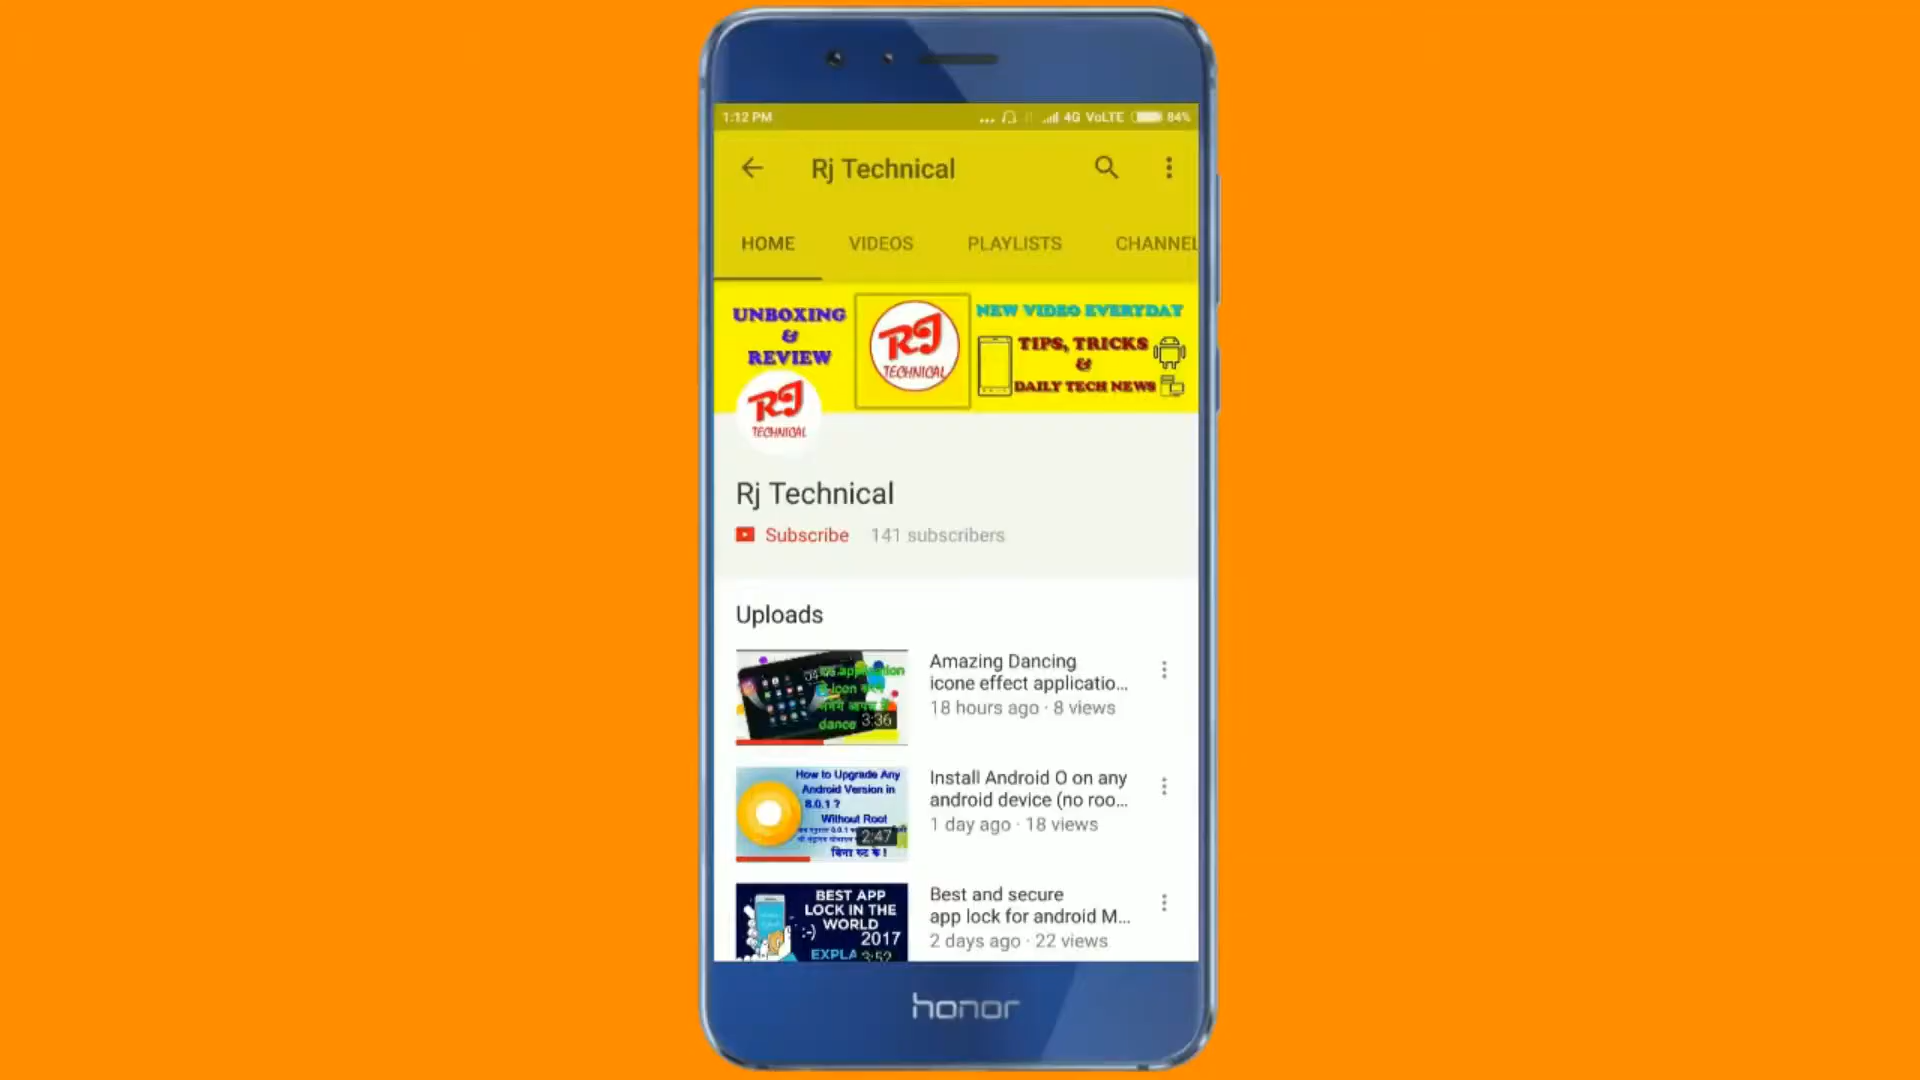 1:12 PM
... 4G VoLTE 84%
Rj Technical
HOME VIDEOS PLAYLISTS CHANNEL
UNBOXING
&
REVIEW
RJ
TECHNICAL
NEW VIDEO EVERYDAY
TIPS, TRICKS
&
DAILY TECH NEWS
RJ
TECHNICAL
Rj Technical
Subscribe 141 subscribers
Uploads
application
icon
dance 3:36
Amazing Dancing
icone effect applicatio...
18 hours ago · 8 views
How to Upgrade Any
Android Version in
8.0.1 ?
Without Root
2:47
बिना रुट के !
Install Android O on any
android device (no roo...
1 day ago · 18 views
BEST APP
LOCK IN THE
WORLD
:-) 2017
EXPLA 3:52
Best and secure
app lock for android M...
2 days ago · 22 views
honor